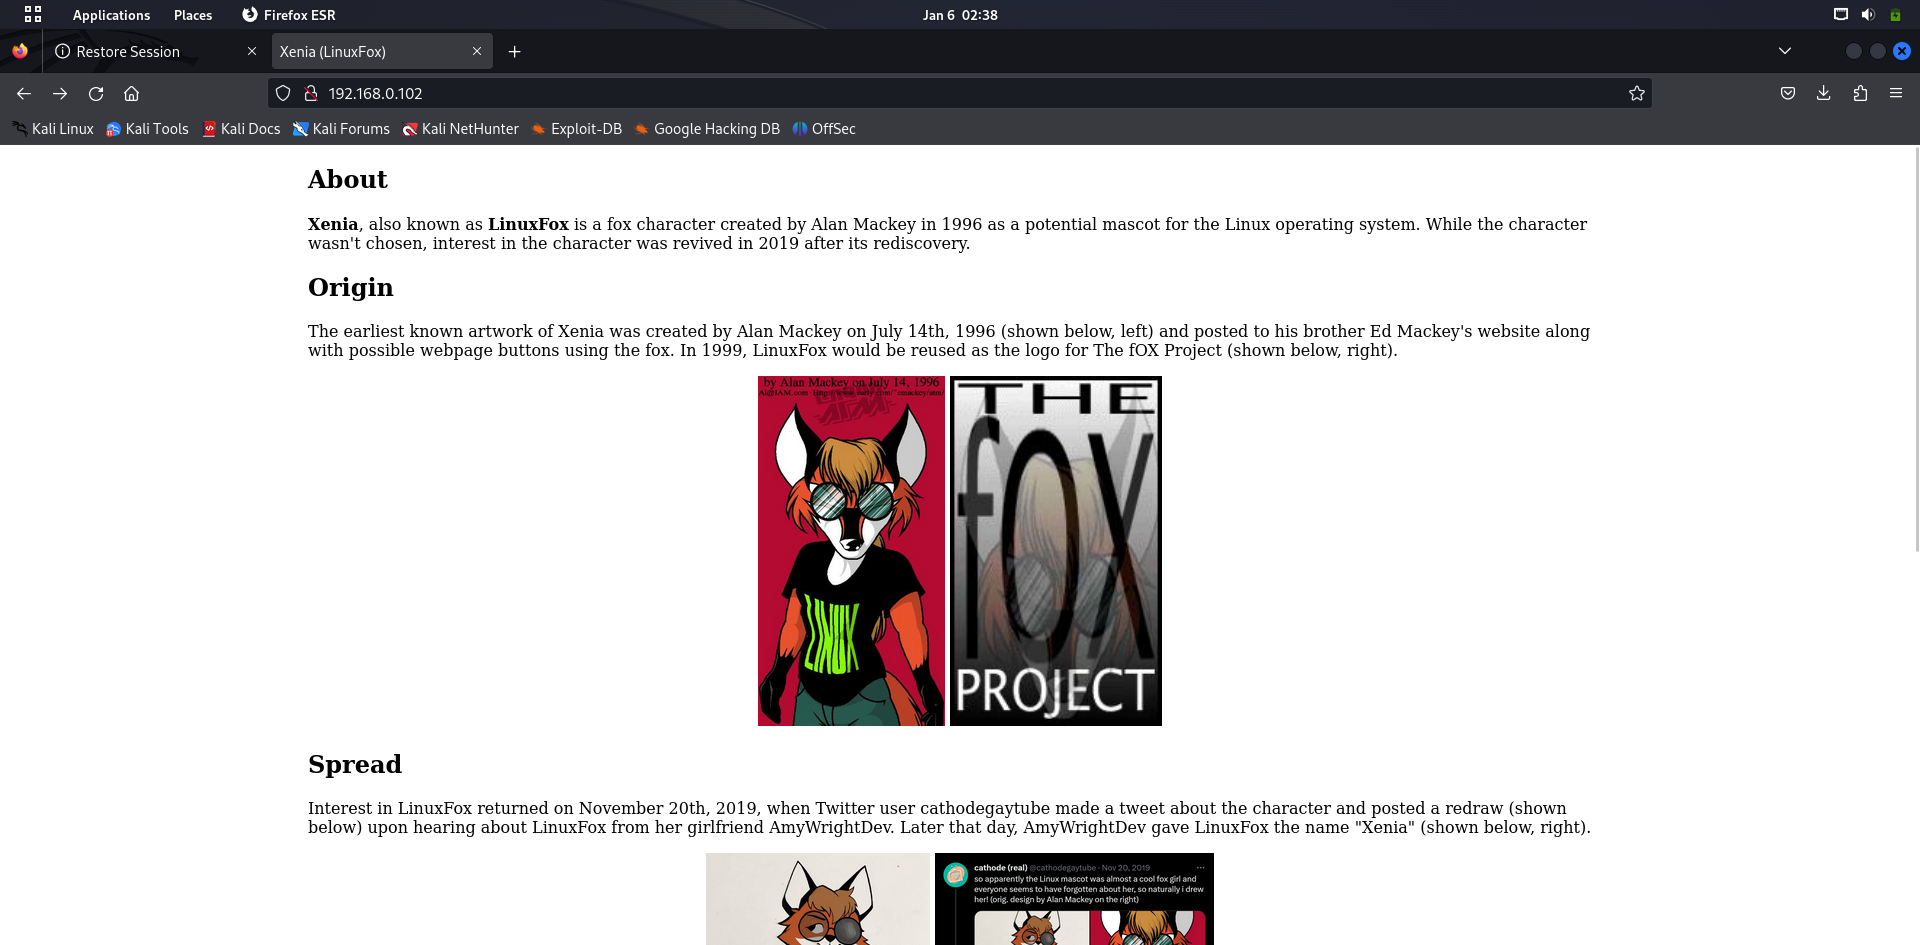 Applications Places Firefox ESR Jan 6 02:38
Restore Session Xenia (LinuxFox)
192.168.0.102
Kali Linux Kali Tools Kali Docs Kali Forums Kali NetHunter Exploit-DB Google Hacking DB OffSec
About
Xenia, also known as LinuxFox is a fox character created by Alan Mackey in 1996 as a potential mascot for the Linux operating system. While the character
wasn't chosen, interest in the character was revived in 2019 after its rediscovery.
Origin
The earliest known artwork of Xenia was created by Alan Mackey on July 14th, 1996 (shown below, left) and posted to his brother Ed Mackey's website along
with possible webpage buttons using the fox. In 1999, LinuxFox would be reused as the logo for The fOX Project (shown below, right).
by Alan Mackey on July 14, 1996
LINUX
THE
fOX
PROJECT
Spread
Interest in LinuxFox returned on November 20th, 2019, when Twitter user cathodegaytube made a tweet about the character and posted a redraw (shown
below) upon hearing about LinuxFox from her girlfriend AmyWrightDev. Later that day, AmyWrightDev gave LinuxFox the name "Xenia" (shown below, right).
cathode (real) @cathodegaytube · Nov 20, 2019
so apparently the Linux mascot was almost a cool fox girl and
everyone seems to have forgotten about her, so naturally i drew
her! (orig. design by Alan Mackey on the right)